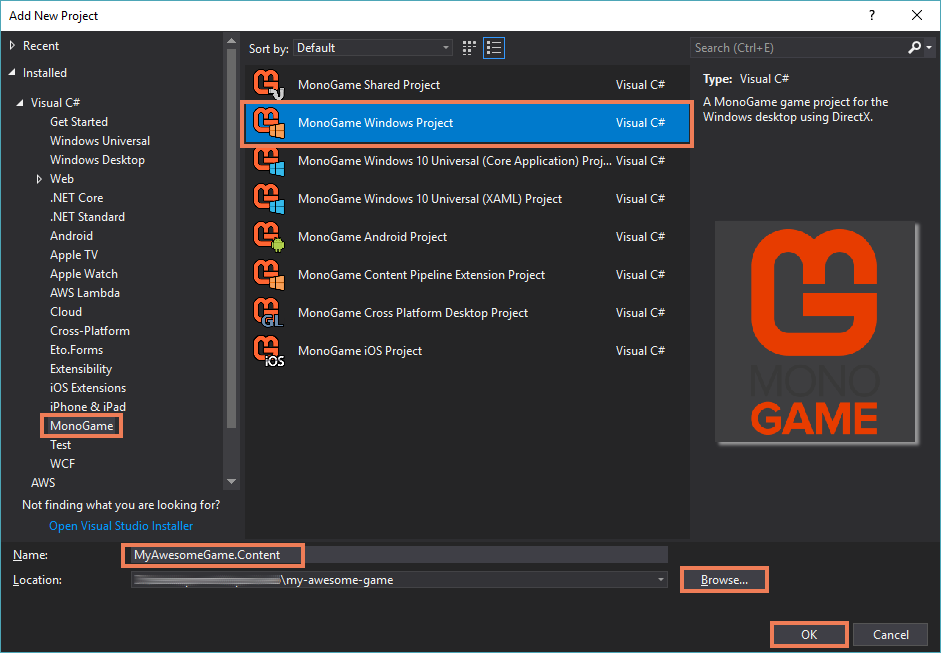 Add New Project
?
Recent
Installed
Visual C#
Get Started
Windows Universal
Windows Desktop
Web
.NET Core
.NET Standard
Android
Apple TV
Apple Watch
AWS Lambda
Cloud
Cross-Platform
Eto.Forms
Extensibility
iOS Extensions
iPhone & iPad
MonoGame
Test
WCF
AWS
Not finding what you are looking for?
Open Visual Studio Installer
Sort by: Default
MonoGame Shared Project Visual C#
MonoGame Windows Project Visual C#
MonoGame Windows 10 Universal (Core Application) Proj... Visual C#
MonoGame Windows 10 Universal (XAML) Project Visual C#
MonoGame Android Project Visual C#
MonoGame Content Pipeline Extension Project Visual C#
MonoGame Cross Platform Desktop Project Visual C#
GL
MonoGame iOS Project Visual C#
iOS
Search (Ctrl+E)
Type: Visual C#
A MonoGame game project for the
Windows desktop using DirectX.
MONO
GAME
Name: MyAwesomeGame.Content
Location: \my-awesome-game
Browse...
OK Cancel